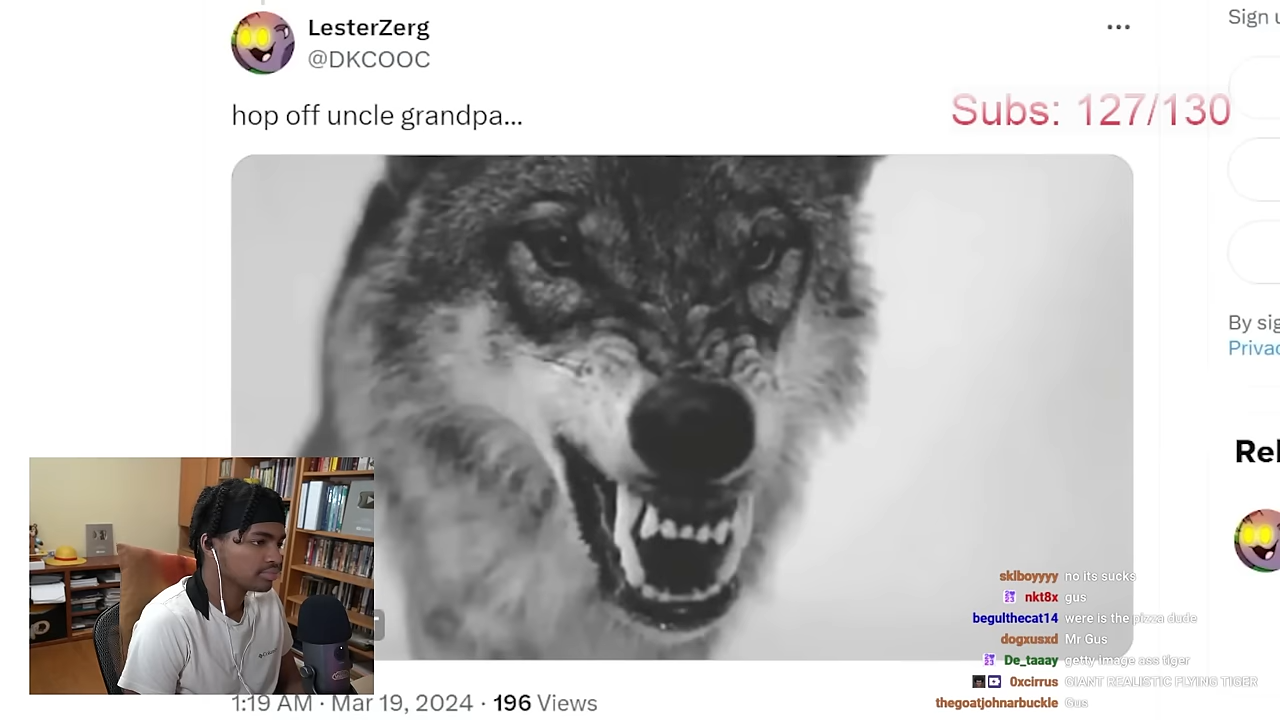 LesterZerg
@DKCOOC
hop off uncle grandpa...
Subs: 127/130
Sign u
By sig
Privac
Rel
sklboyyyy no its sucks
nkt8x gus
begulthecat14 were is the pizza dude
dogxusxd Mr Gus
De_taaay getty image ass tiger
0xcirrus GIANT REALISTIC FLYING TIGER
thegoatjohnarbuckle Gus
1:19 AM · Mar 19, 2024 · 196 Views